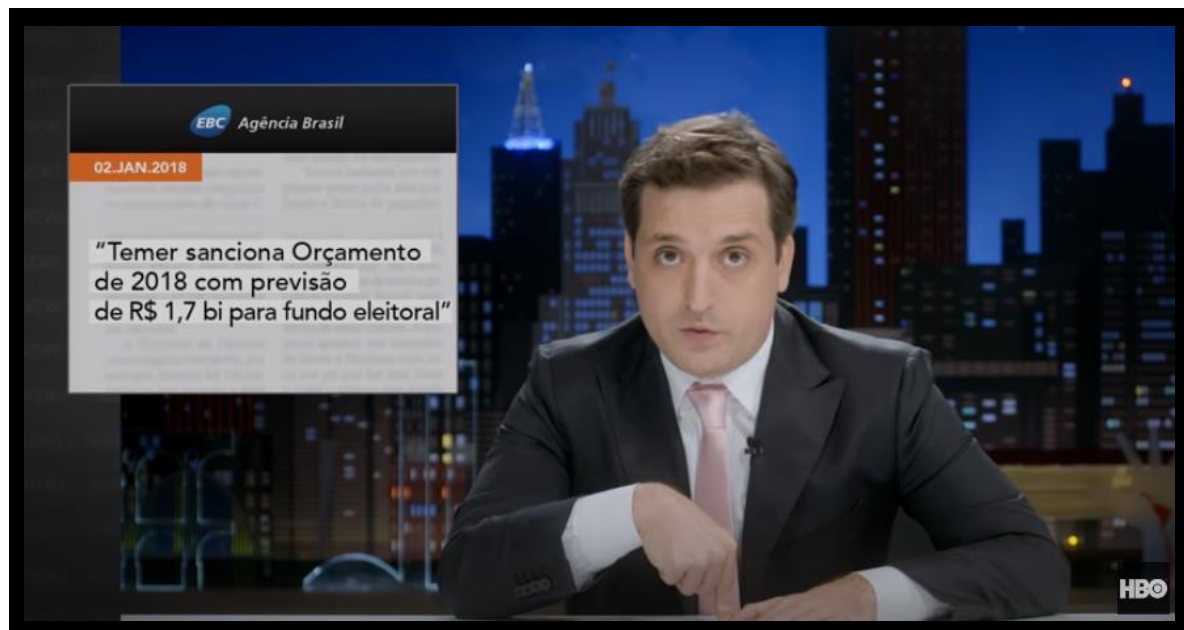 EBC Agência Brasil
02.JAN.2018
“Temer sanciona Orçamento
de 2018 com previsão
de R$ 1,7 bi para fundo eleitoral”
HBO